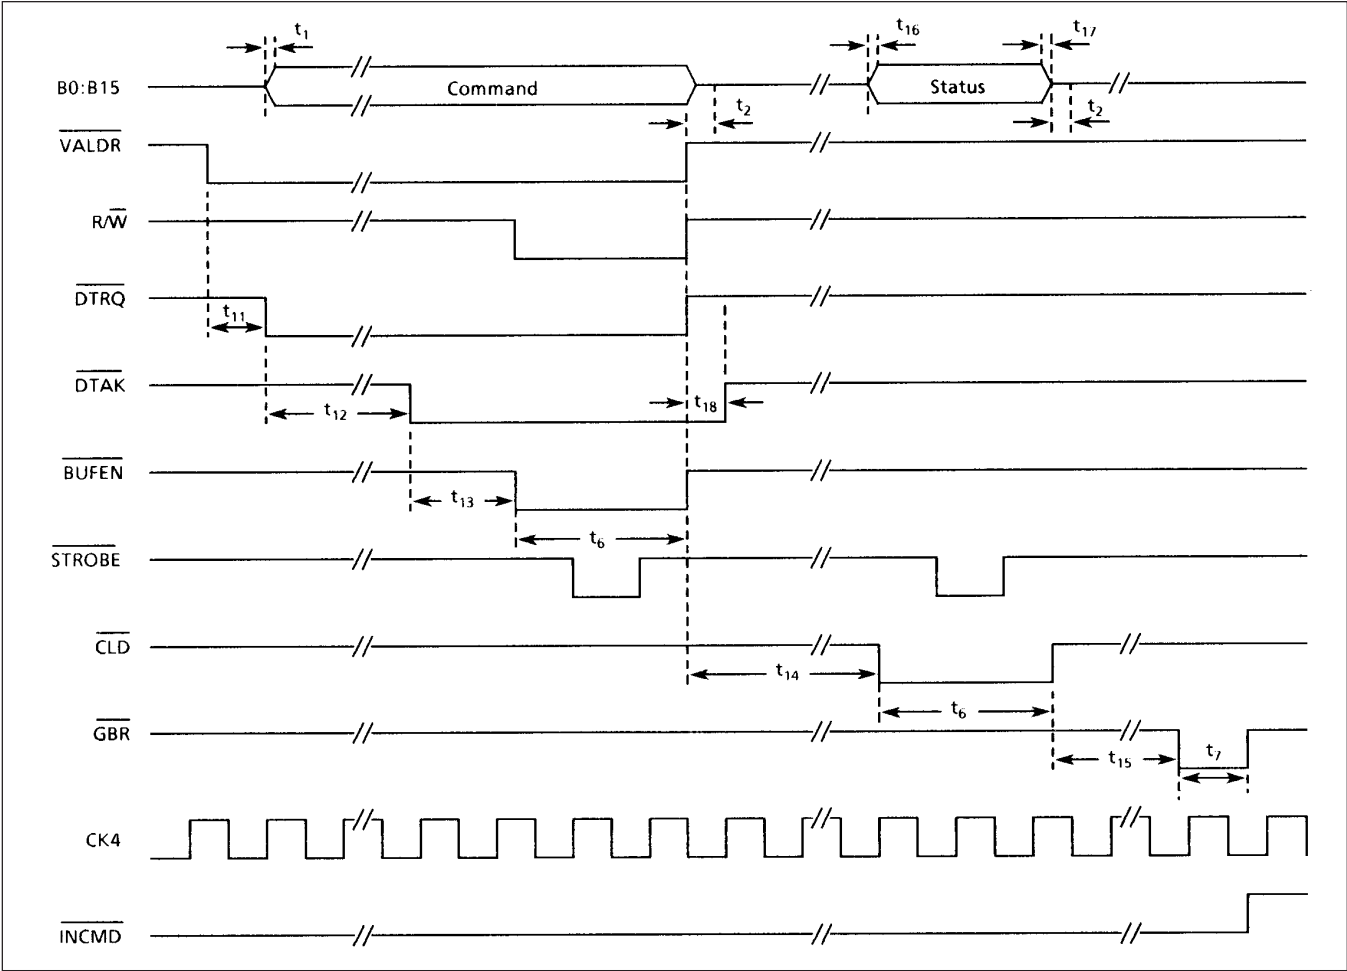 t1
t16
t17
B0:B15
Command
Status
t2
t2
VALDR
R/W
DTRQ
t11
DTAK
t12
t18
BUFEN
t13
t6
STROBE
CLD
t14
t6
GBR
t15
t7
CK4
INCMD